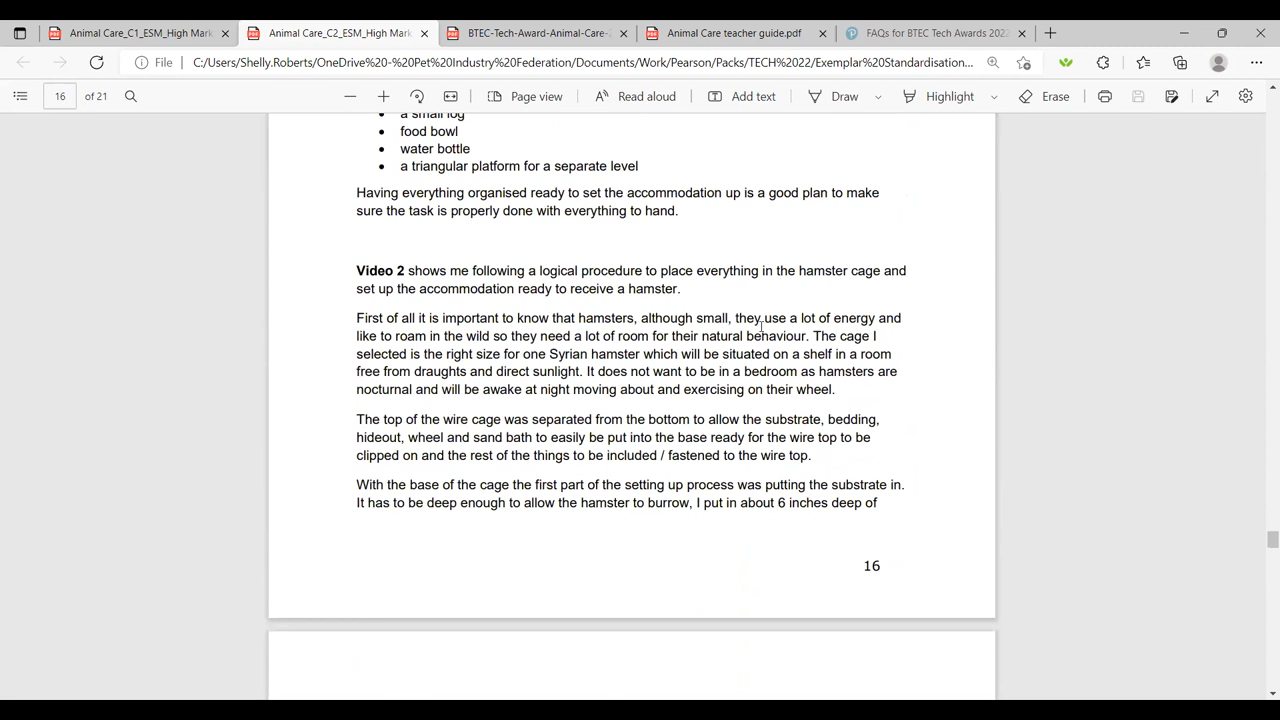 Animal Care_C1_ESM_High Mark
Animal Care_C2_ESM_High Mark
BTEC-Tech-Award-Animal-Care-2
Animal Care teacher guide.pdf
FAQs for BTEC Tech Awards 2022
File
C:/Users/Shelly.Roberts/OneDrive%20-%20Pet%20Industry%20Federation/Documents/Work/Pearson/Packs/TECH%2022/Exemplar%20Standardisation...
16
of 21
Page view
Read aloud
Add text
Draw
Highlight
Erase
• a small log
• food bowl
• water bottle
• a triangular platform for a separate level
Having everything organised ready to set the accommodation up is a good plan to make
sure the task is properly done with everything to hand.
Video 2 shows me following a logical procedure to place everything in the hamster cage and
set up the accommodation ready to receive a hamster.
First of all it is important to know that hamsters, although small, they use a lot of energy and
like to roam in the wild so they need a lot of room for their natural behaviour. The cage I
selected is the right size for one Syrian hamster which will be situated on a shelf in a room
free from draughts and direct sunlight. It does not want to be in a bedroom as hamsters are
nocturnal and will be awake at night moving about and exercising on their wheel.
The top of the wire cage was separated from the bottom to allow the substrate, bedding,
hideout, wheel and sand bath to easily be put into the base ready for the wire top to be
clipped on and the rest of the things to be included / fastened to the wire top.
With the base of the cage the first part of the setting up process was putting the substrate in.
It has to be deep enough to allow the hamster to burrow, I put in about 6 inches deep of
16